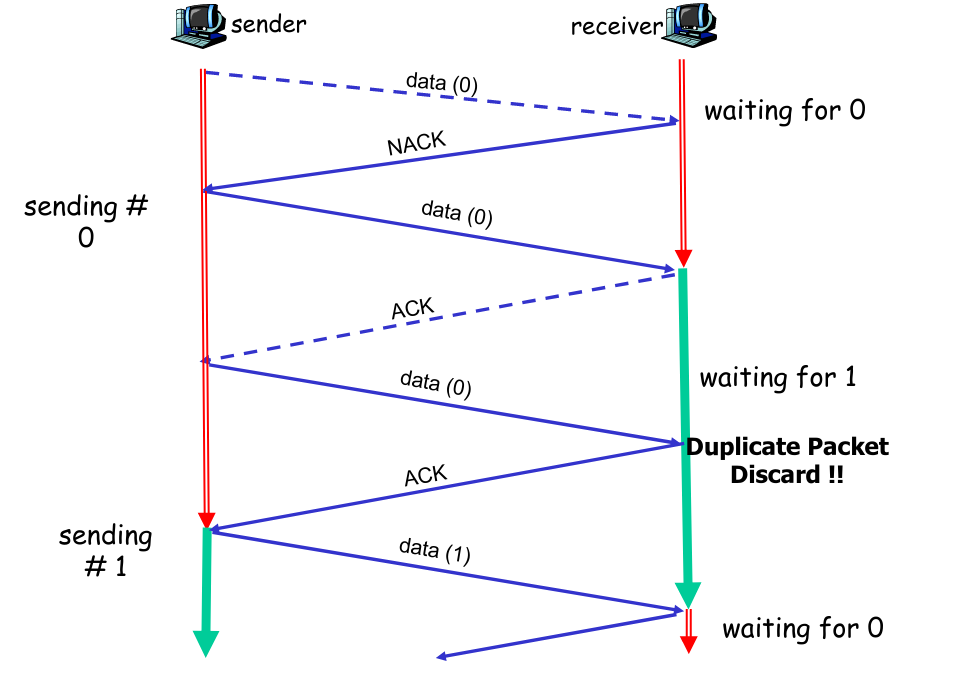 sender
receiver
data (0)
waiting for 0
NACK
sending #
0
data (0)
ACK
waiting for 1
data (0)
Duplicate Packet
Discard !!
ACK
sending
# 1
data (1)
waiting for 0